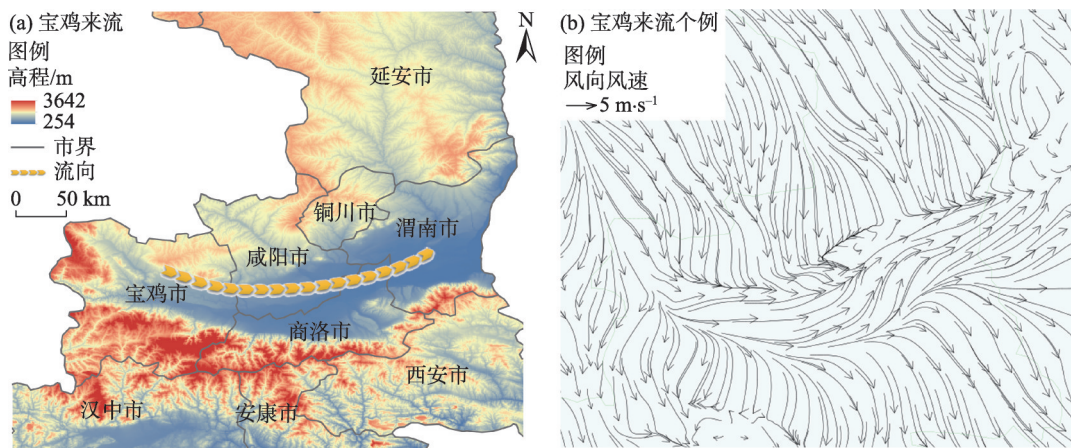 (a) 宝鸡来流
图例
高程/m
3642
254
市界
流向
0 50 km
N
延安市
铜川市
渭南市
咸阳市
宝鸡市
商洛市
西安市
汉中市
安康市
(b) 宝鸡来流个例
图例
风向风速
5 m·s⁻¹